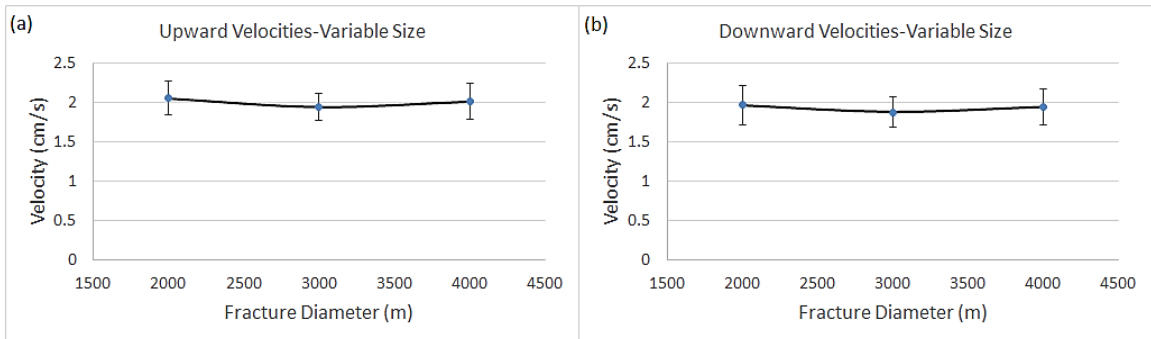 (a)
Upward Velocities-Variable Size
2.5
2
1.5
1
0.5
0
Velocity (cm/s)
1500 2000 2500 3000 3500 4000 4500
Fracture Diameter (m)
(b)
Downward Velocities-Variable Size
2.5
2
1.5
1
0.5
0
Velocity (cm/s)
1500 2000 2500 3000 3500 4000 4500
Fracture Diameter (m)